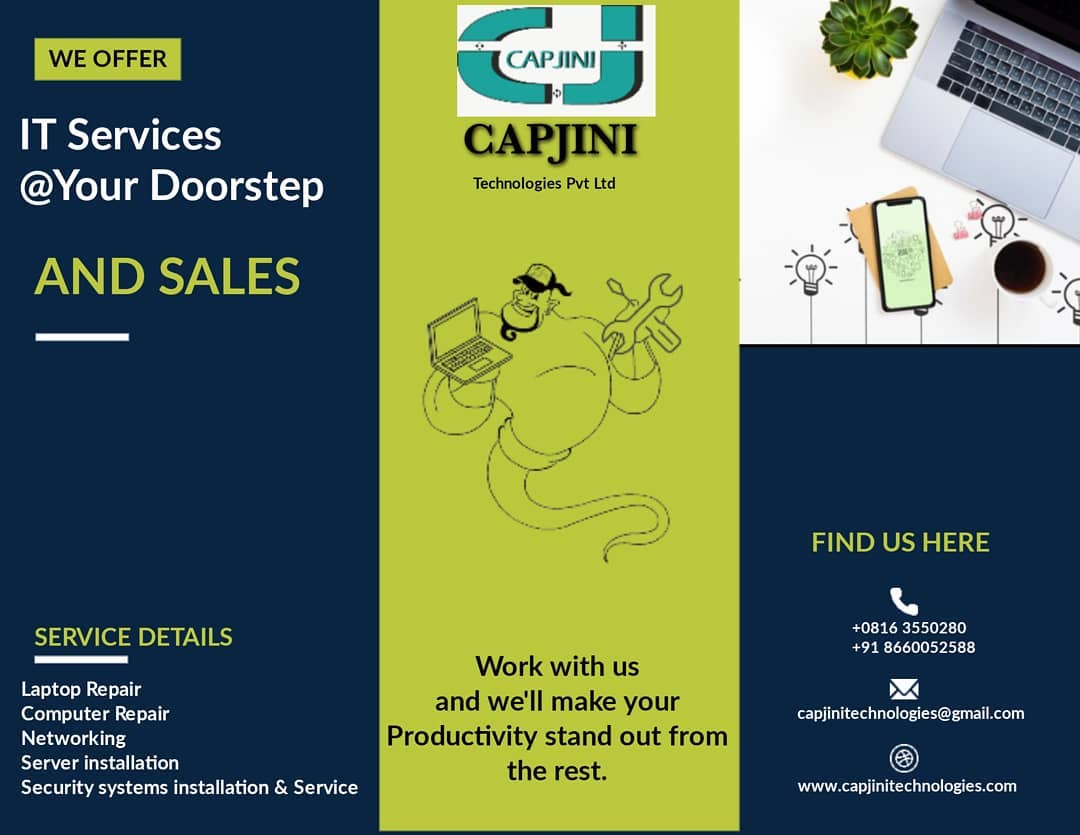 WE OFFER
IT Services
@Your Doorstep
AND SALES
SERVICE DETAILS
Laptop Repair
Computer Repair
Networking
Server installation
Security systems installation & Service
CAPJINI
CAPJINI
Technologies Pvt Ltd
Work with us
and we'll make your
Productivity stand out from
the rest.
FIND US HERE
+0816 3550280
+91 8660052588
capjinitechnologies@gmail.com
www.capjinitechnologies.com